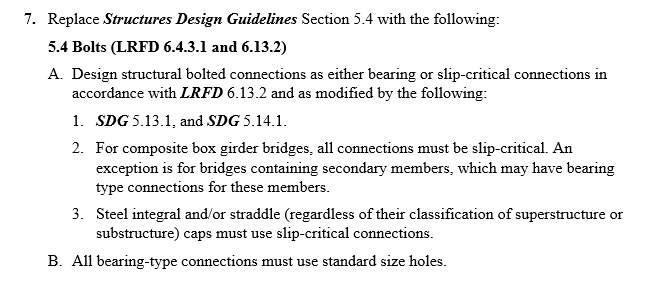 7. Replace Structures Design Guidelines Section 5.4 with the following:
5.4 Bolts (LRFD 6.4.3.1 and 6.13.2)
A. Design structural bolted connections as either bearing or slip-critical connections in
accordance with LRFD 6.13.2 and as modified by the following:
1. SDG 5.13.1, and SDG 5.14.1.
2. For composite box girder bridges, all connections must be slip-critical. An
exception is for bridges containing secondary members, which may have bearing
type connections for these members.
3. Steel integral and/or straddle (regardless of their classification of superstructure or
substructure) caps must use slip-critical connections.
B. All bearing-type connections must use standard size holes.